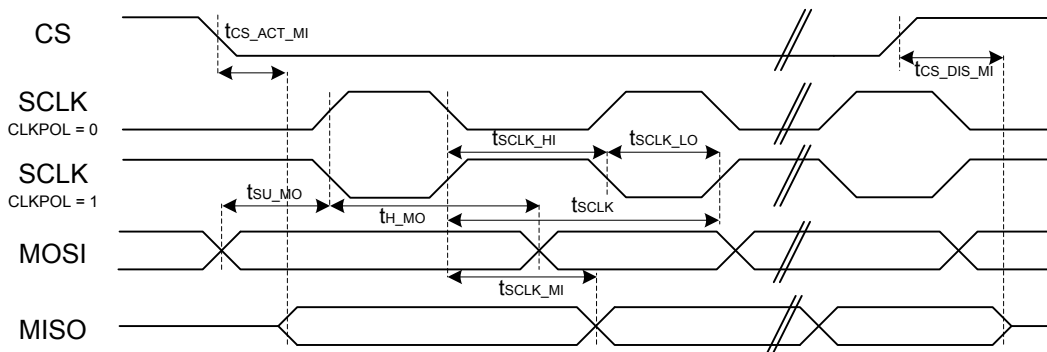 CS
tCS_ACT_MI
tCS_DIS_MI
SCLK
CLKPOL = 0
tSCLK_HI
tSCLK_LO
SCLK
CLKPOL = 1
tSU_MO
tH_MO
tSCLK
MOSI
tSCLK_MI
MISO